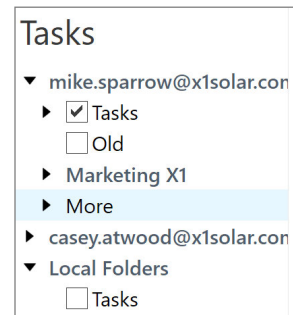 Tasks
mike.sparrow@x1solar.con
Tasks
Old
Marketing X1
More
casey.atwood@x1solar.con
Local Folders
Tasks